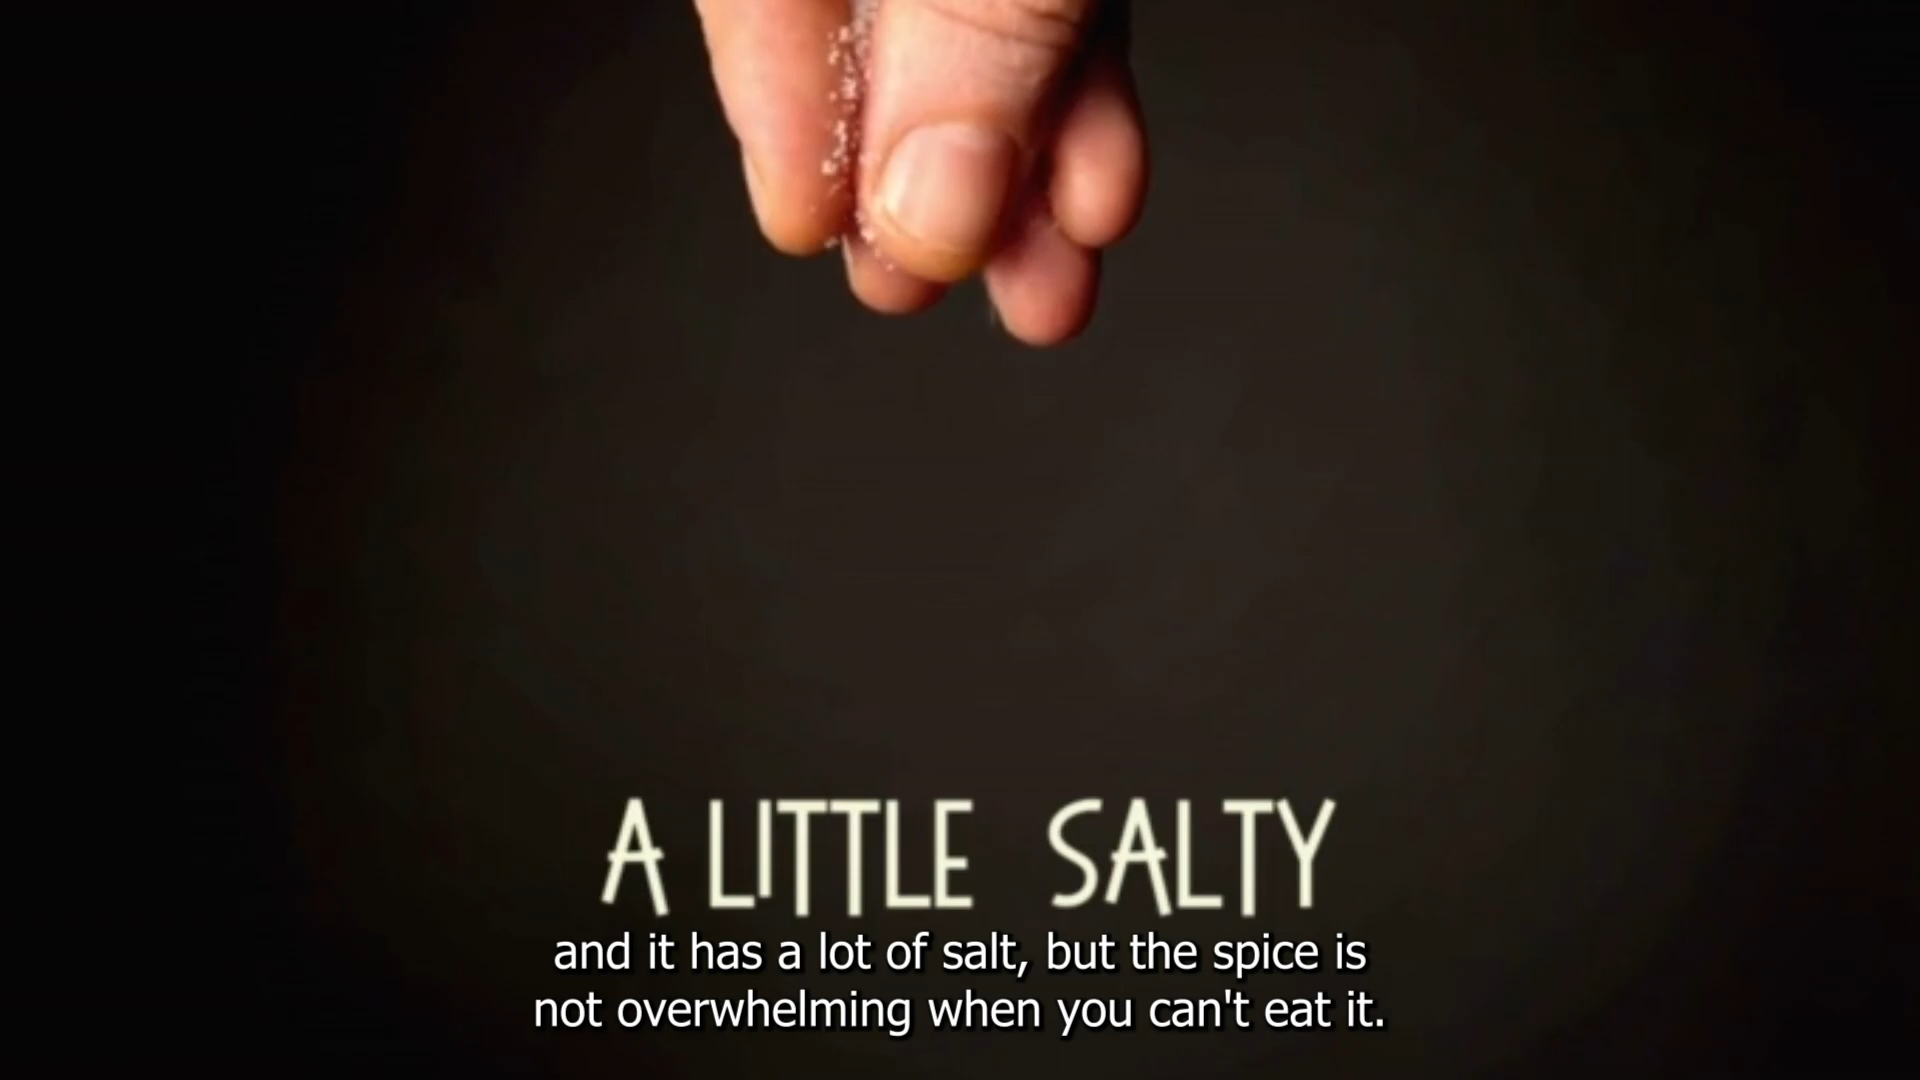 A LITTLE SALTY
and it has a lot of salt, but the spice is
not overwhelming when you can't eat it.